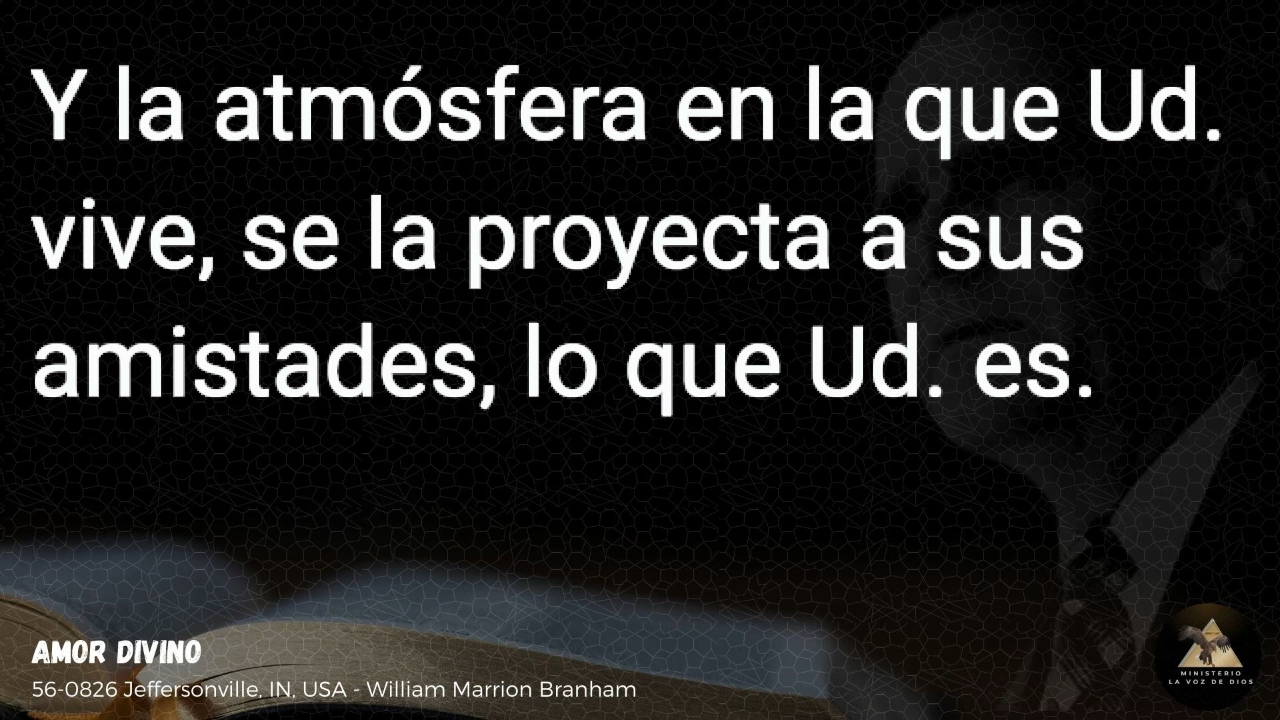 Y la atmósfera en la que Ud.
vive, se la proyecta a sus
amistades, lo que Ud. es.
AMOR DIVINO
56-0826 Jeffersonville, IN, USA - William Marrion Branham
MINISTERIO
LA VOZ DE DIOS